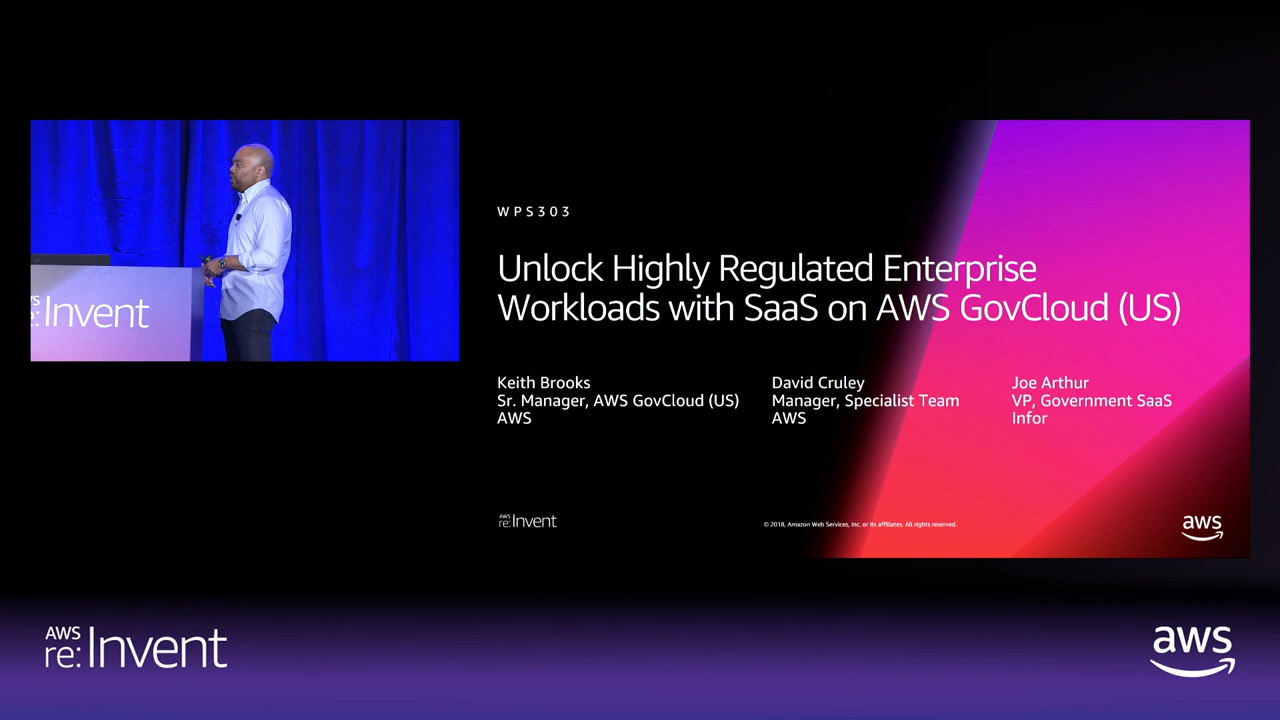 WPS303
Unlock Highly Regulated Enterprise
Workloads with SaaS on AWS GovCloud (US)
Keith Brooks
Sr. Manager, AWS GovCloud (US)
AWS
David Cruley
Manager, Specialist Team
AWS
Joe Arthur
VP, Government SaaS
Infor
AWS
re:Invent
© 2018, Amazon Web Services, Inc. or its affiliates. All rights reserved.
aws
WS
e:Invent
AWS
re:Invent
aws